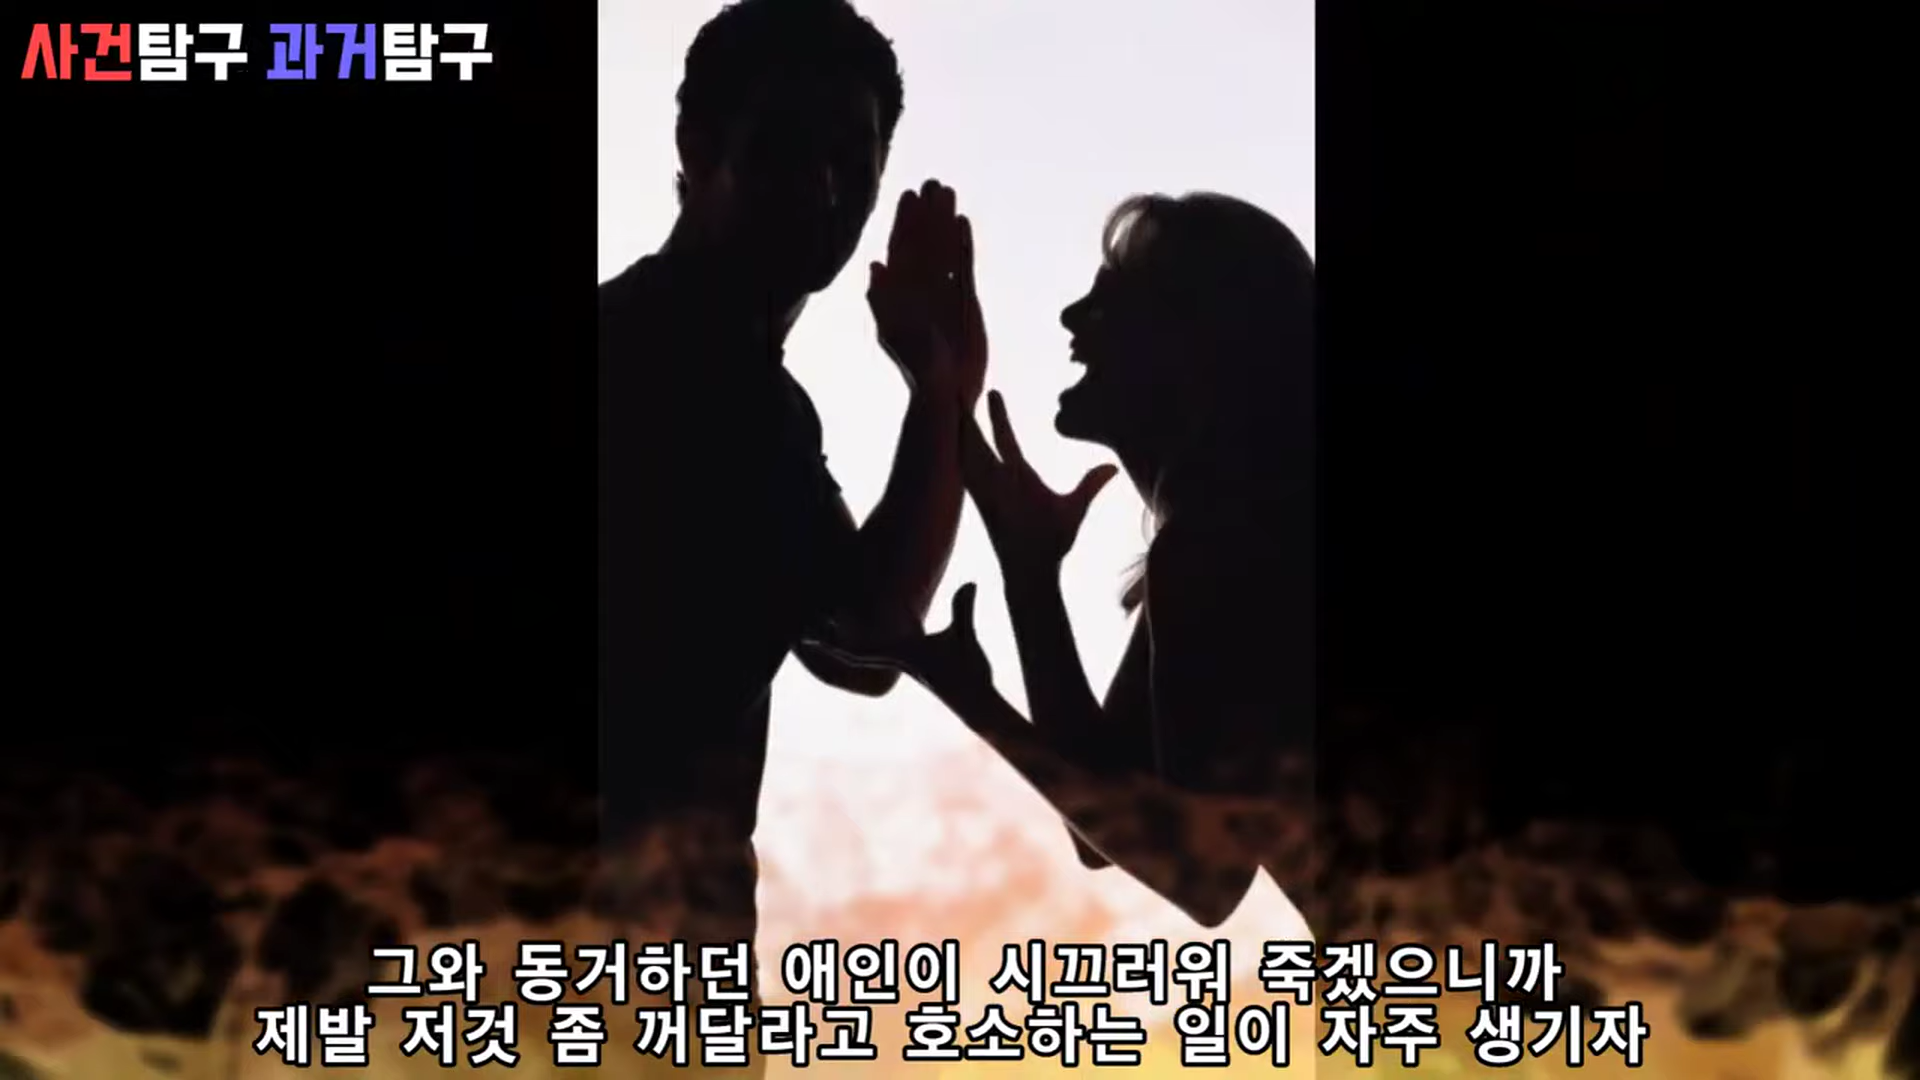 사건탐구 과거탐구
그와 동거하던 애인이 시끄러워 죽겠으니까
제발 저것 좀 꺼달라고 호소하는 일이 자주 생기자